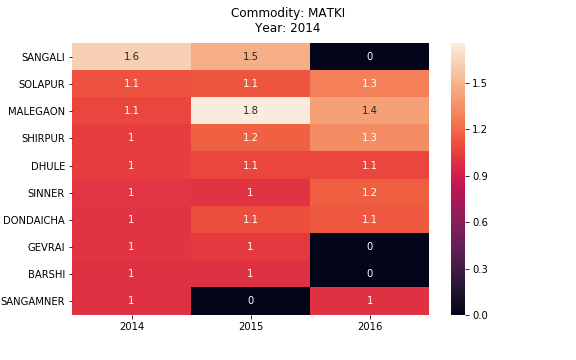 Commodity: MATKI
Year: 2014
SANGALI 1.6 1.5 0
SOLAPUR 1.1 1.1 1.3
MALEGAON 1.1 1.8 1.4
SHIRPUR 1 1.2 1.3
DHULE 1 1.1 1.1
SINNER 1 1 1.2
DONDAICHA 1 1.1 1.1
GEVRAI 1 1 0
BARSHI 1 1 0
SANGAMNER 1 0 1
2014 2015 2016
1.5
1.2
0.9
0.6
0.3
0.0